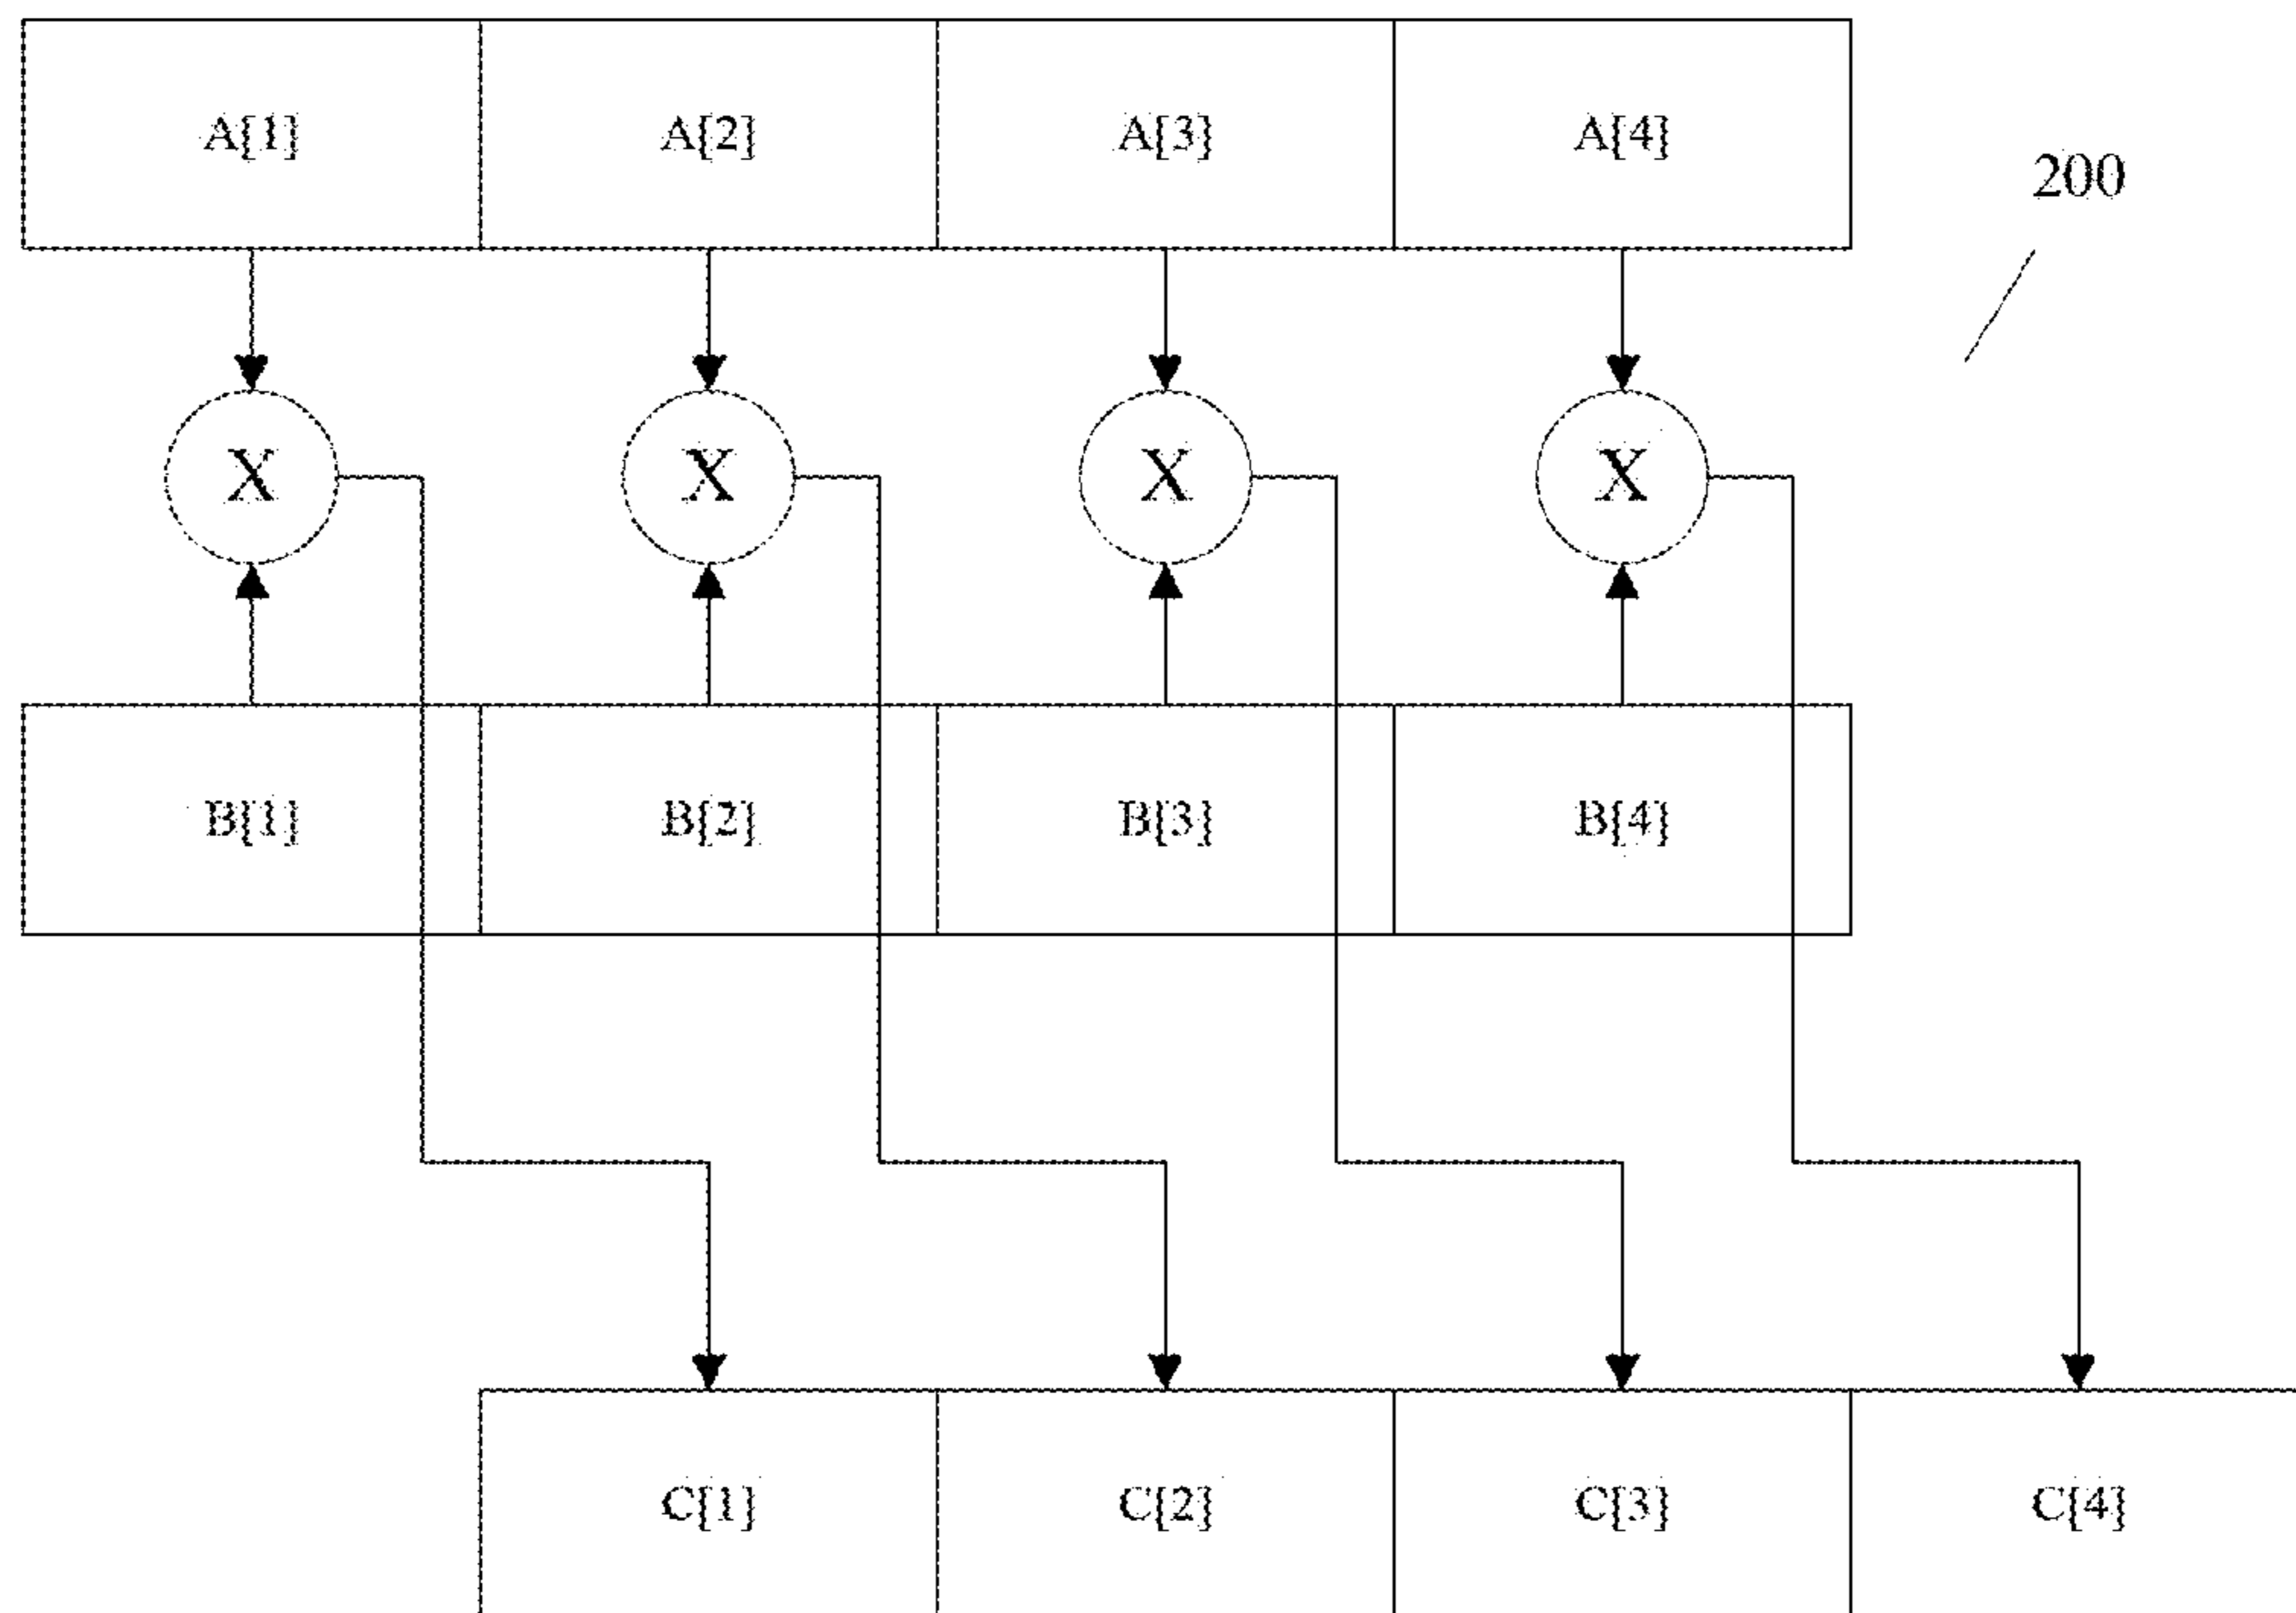 A[1] A[2] A[3] A[4]
200
X X X X
B[1] B[2] B[3] B[4]
C[1] C[2] C[3] C[4]